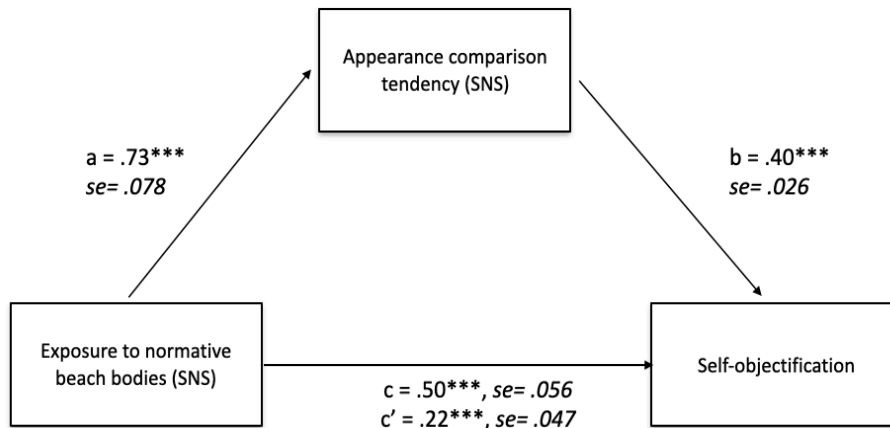 Appearance comparison
tendency (SNS)
a = .73***
se= .078
b = .40***
se= .026
Exposure to normative
beach bodies (SNS)
Self-objectification
c = .50***, se= .056
c’ = .22***, se= .047